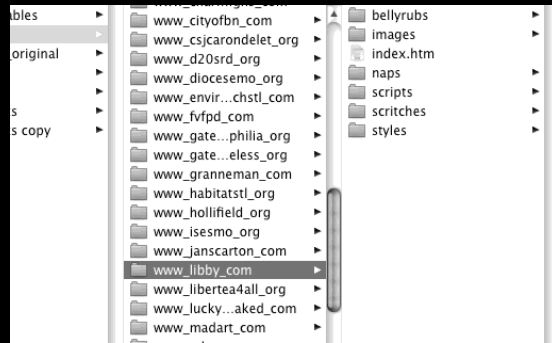 ables
original
s
s copy
www_cityofbn_com
www_csjcarondelet_org
www_d20srd_org
www_diocesemo_org
www_envir...chstl_com
www_fvfpd_com
www_gate...philia_org
www_gate...eless_org
www_granneman_com
www_habitatstl_org
www_hollifield_org
www_isesmo_org
www_janscarton_com
www_libby_com
www_libertea4all_org
www_lucky...aked_com
www_madart_com
bellyrubs
images
index.htm
naps
scripts
scritches
styles